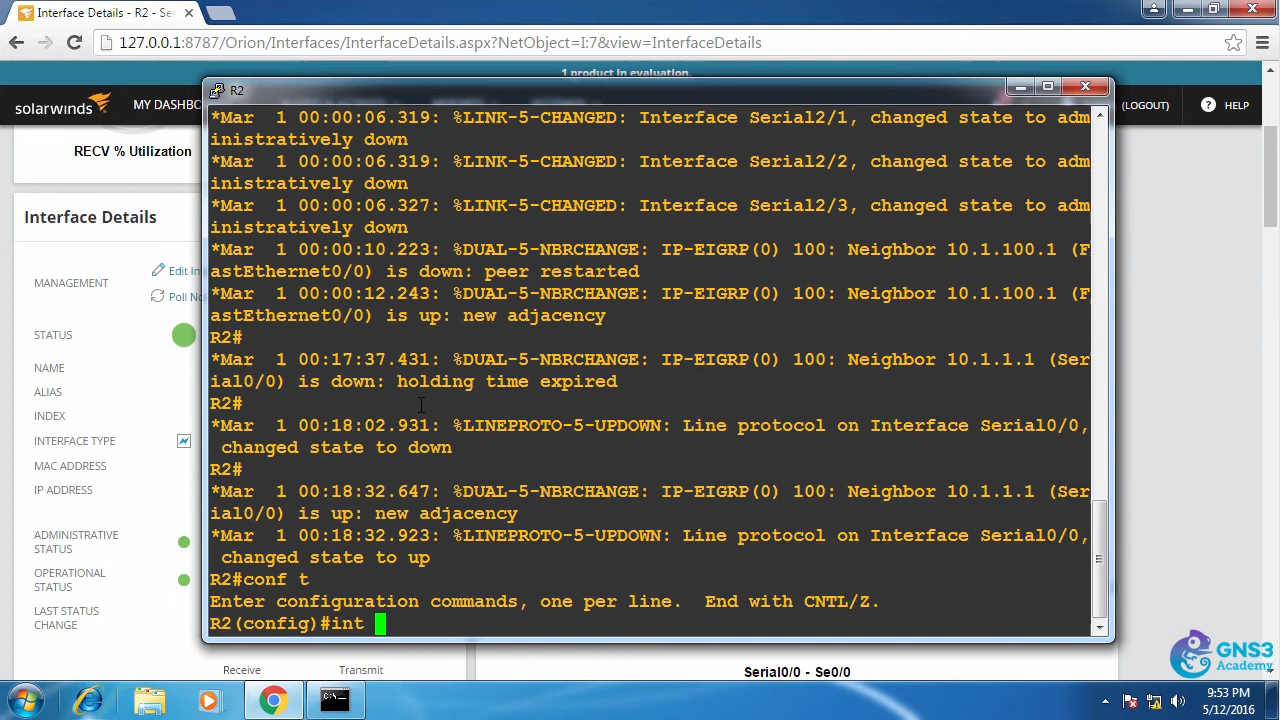 Interface Details - R2 - Ser
127.0.0.1:8787/Orion/Interfaces/InterfaceDetails.aspx?NetObject=I:7&view=InterfaceDetails
1 product in evaluation.
solarwinds
MY DASHBO
(LOGOUT)
HELP
R2
*Mar  1 00:00:06.319: %LINK-5-CHANGED: Interface Serial2/1, changed state to adm
inistratively down
*Mar  1 00:00:06.319: %LINK-5-CHANGED: Interface Serial2/2, changed state to adm
inistratively down
*Mar  1 00:00:06.327: %LINK-5-CHANGED: Interface Serial2/3, changed state to adm
inistratively down
*Mar  1 00:00:10.223: %DUAL-5-NBRCHANGE: IP-EIGRP(0) 100: Neighbor 10.1.100.1 (F
astEthernet0/0) is down: peer restarted
*Mar  1 00:00:12.243: %DUAL-5-NBRCHANGE: IP-EIGRP(0) 100: Neighbor 10.1.100.1 (F
astEthernet0/0) is up: new adjacency
R2#
*Mar  1 00:17:37.431: %DUAL-5-NBRCHANGE: IP-EIGRP(0) 100: Neighbor 10.1.1.1 (Ser
ial0/0) is down: holding time expired
R2#
*Mar  1 00:18:02.931: %LINEPROTO-5-UPDOWN: Line protocol on Interface Serial0/0,
 changed state to down
R2#
*Mar  1 00:18:32.647: %DUAL-5-NBRCHANGE: IP-EIGRP(0) 100: Neighbor 10.1.1.1 (Ser
ial0/0) is up: new adjacency
*Mar  1 00:18:32.923: %LINEPROTO-5-UPDOWN: Line protocol on Interface Serial0/0,
 changed state to up
R2#conf t
Enter configuration commands, one per line.  End with CNTL/Z.
R2(config)#int
RECV % Utilization
Interface Details
MANAGEMENT
Edit In
Poll No
STATUS
NAME
ALIAS
INDEX
INTERFACE TYPE
MAC ADDRESS
IP ADDRESS
ADMINISTRATIVE
STATUS
OPERATIONAL
STATUS
LAST STATUS
CHANGE
Receive
Transmit
Serial0/0 - Se0/0
GNS3
Academy
C:\
9:53 PM
5/12/2016